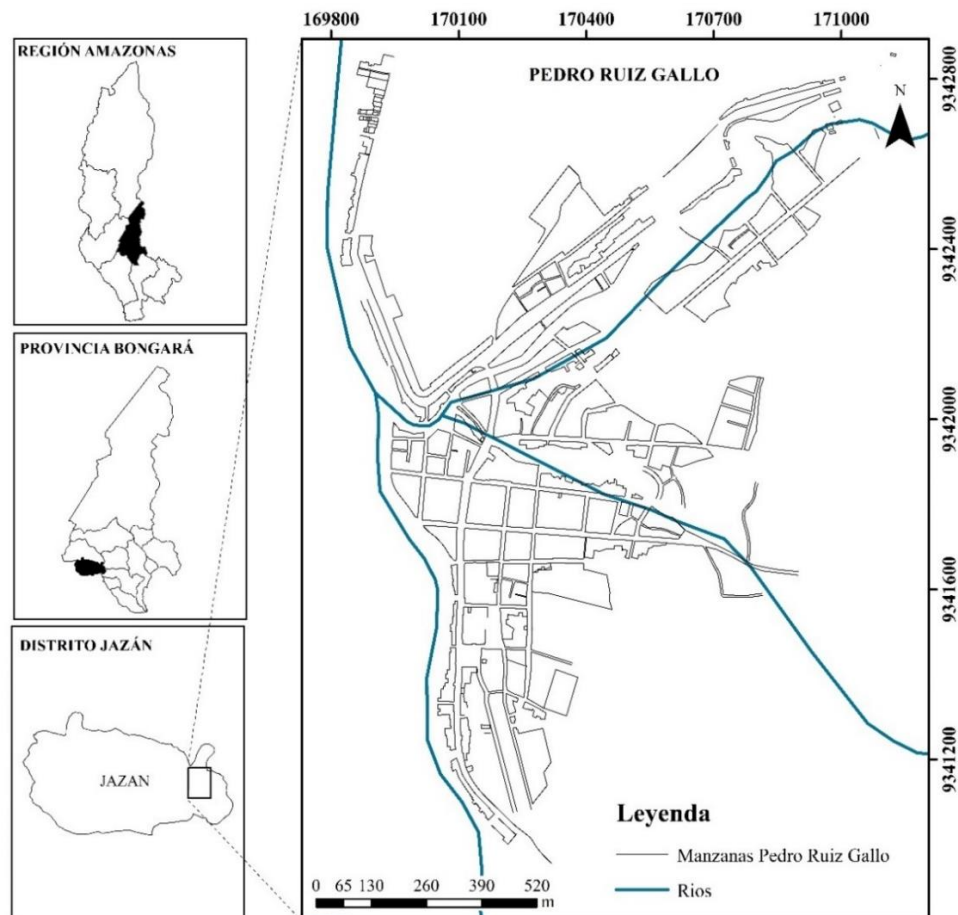 REGIÓN AMAZONAS
PROVINCIA BONGARÁ
DISTRITO JAZÁN
JAZAN
169800 170100 170400 170700 171000
PEDRO RUIZ GALLO
N
9342800
9342400
9342000
9341600
9341200
Leyenda
Manzanas Pedro Ruiz Gallo
Rios
0 65 130 260 390 520
m